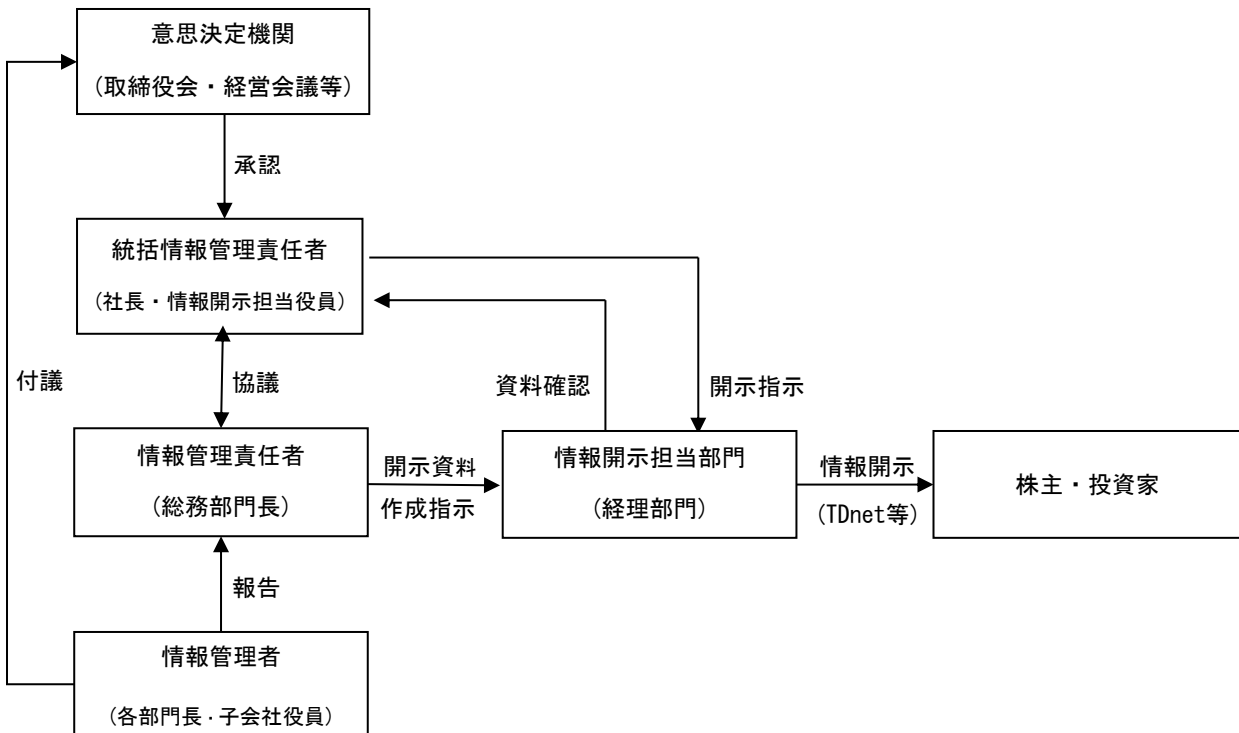 意思決定機関
（取締役会・経営会議等）
承認
統括情報管理責任者
（社長・情報開示担当役員）
付議
協議
資料確認
開示指示
情報管理責任者
（総務部門長）
開示資料
作成指示
情報開示担当部門
（経理部門）
情報開示
（TDnet等）
株主・投資家
報告
情報管理者
（各部門長・子会社役員）